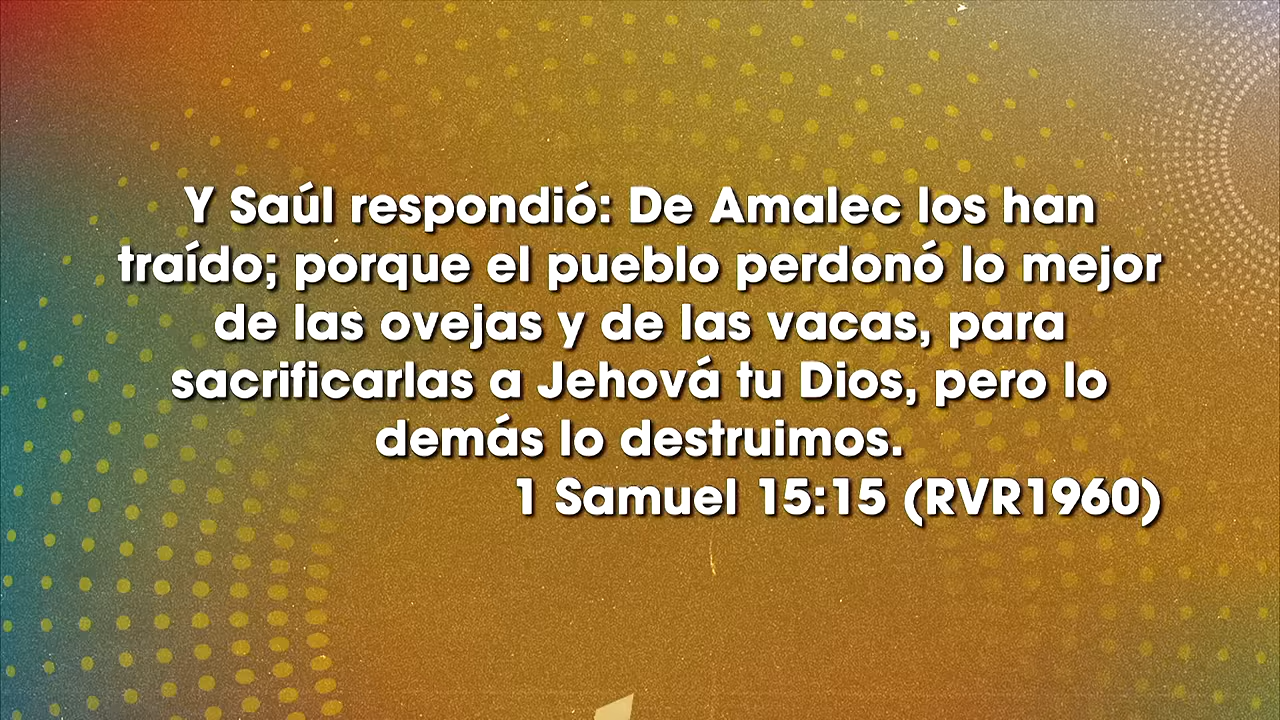 Y Saúl respondió: De Amalec los han
traído; porque el pueblo perdonó lo mejor
de las ovejas y de las vacas, para
sacrificarlas a Jehová tu Dios, pero lo
demás lo destruimos.
1 Samuel 15:15 (RVR1960)